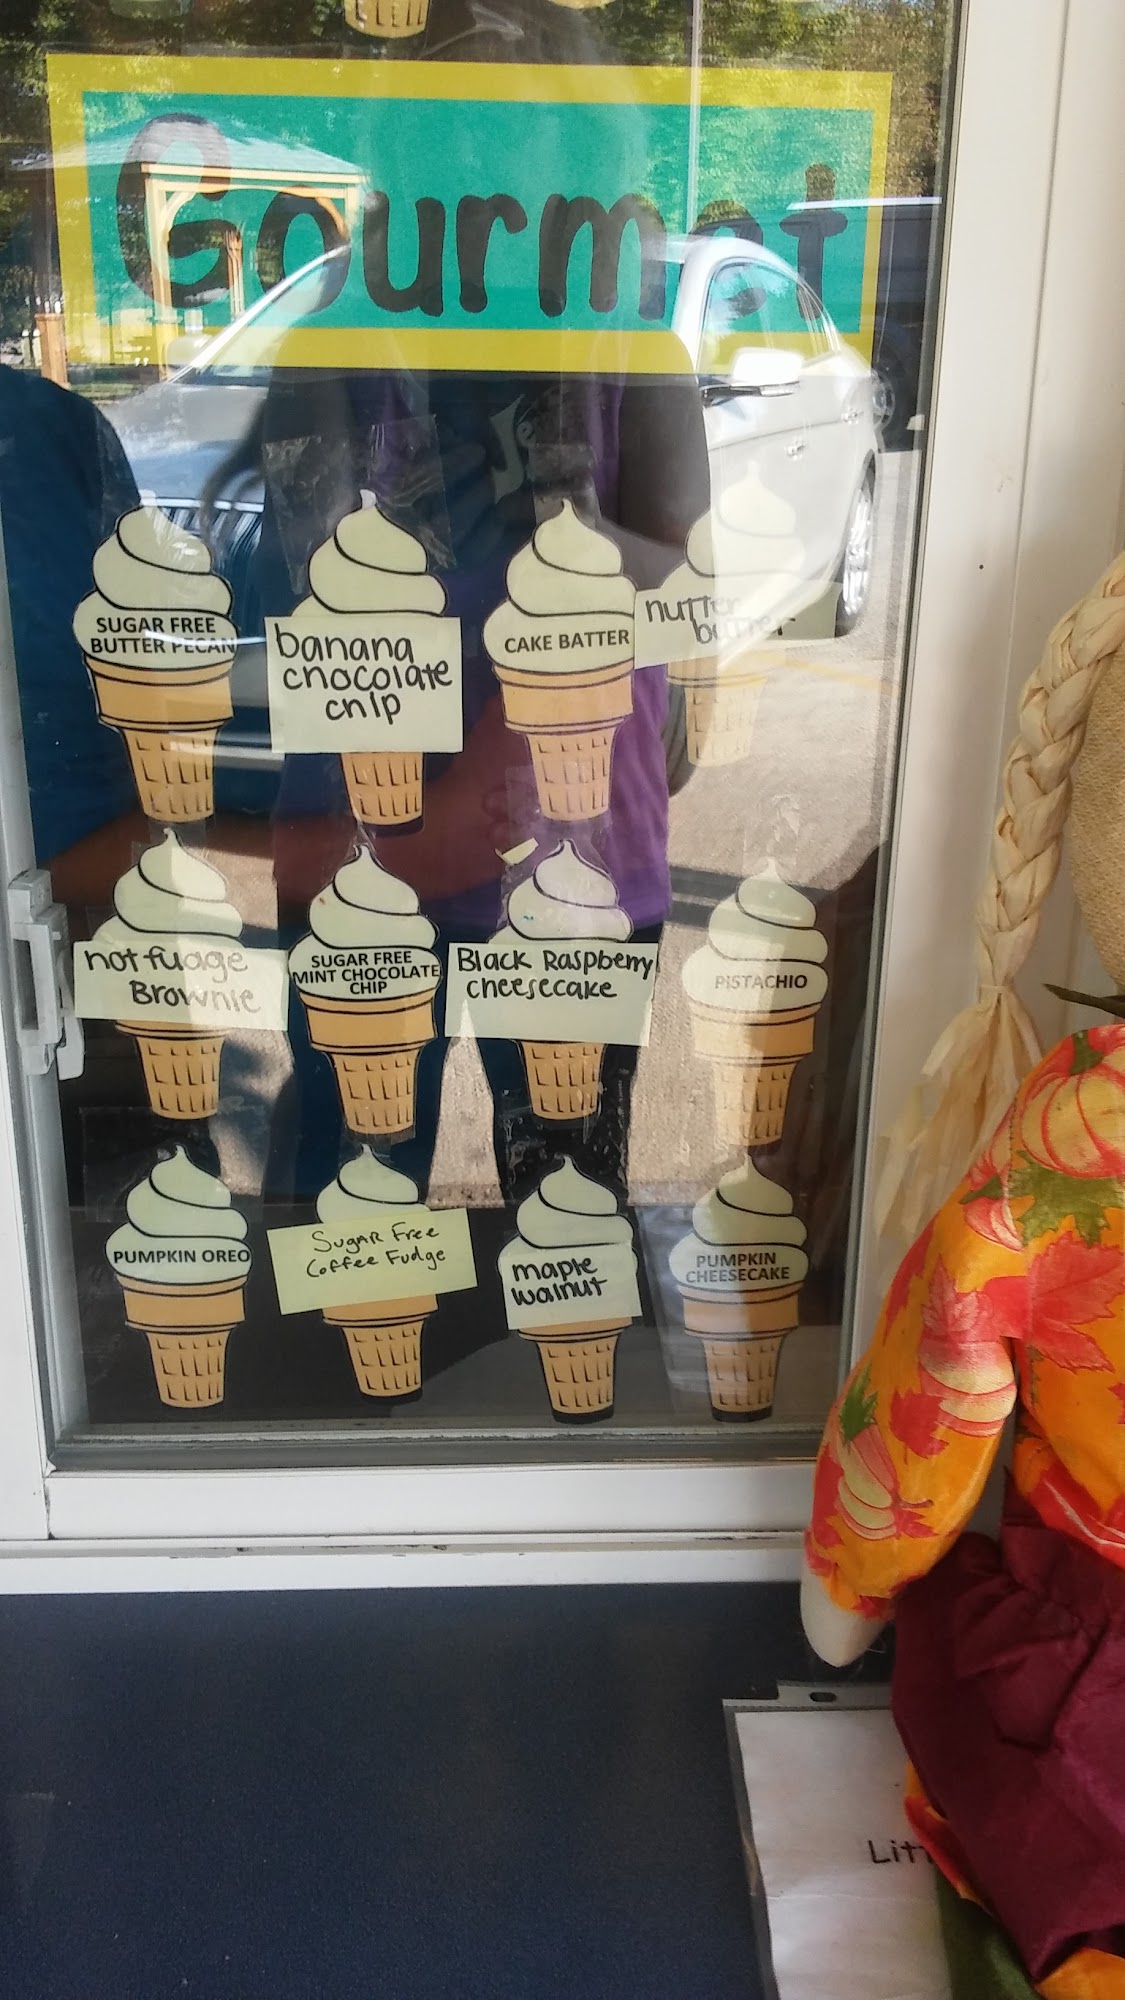 Gourmet
SUGAR FREE
BUTTER PECAN
banana
chocolate
chip
CAKE BATTER
nutter
butter
hot fudge
Brownie
SUGAR FREE
MINT CHOCOLATE
CHIP
Black Raspberry
cheesecake
PISTACHIO
PUMPKIN OREO
Sugar Free
Coffee Fudge
maple
walnut
PUMPKIN
CHEESECAKE